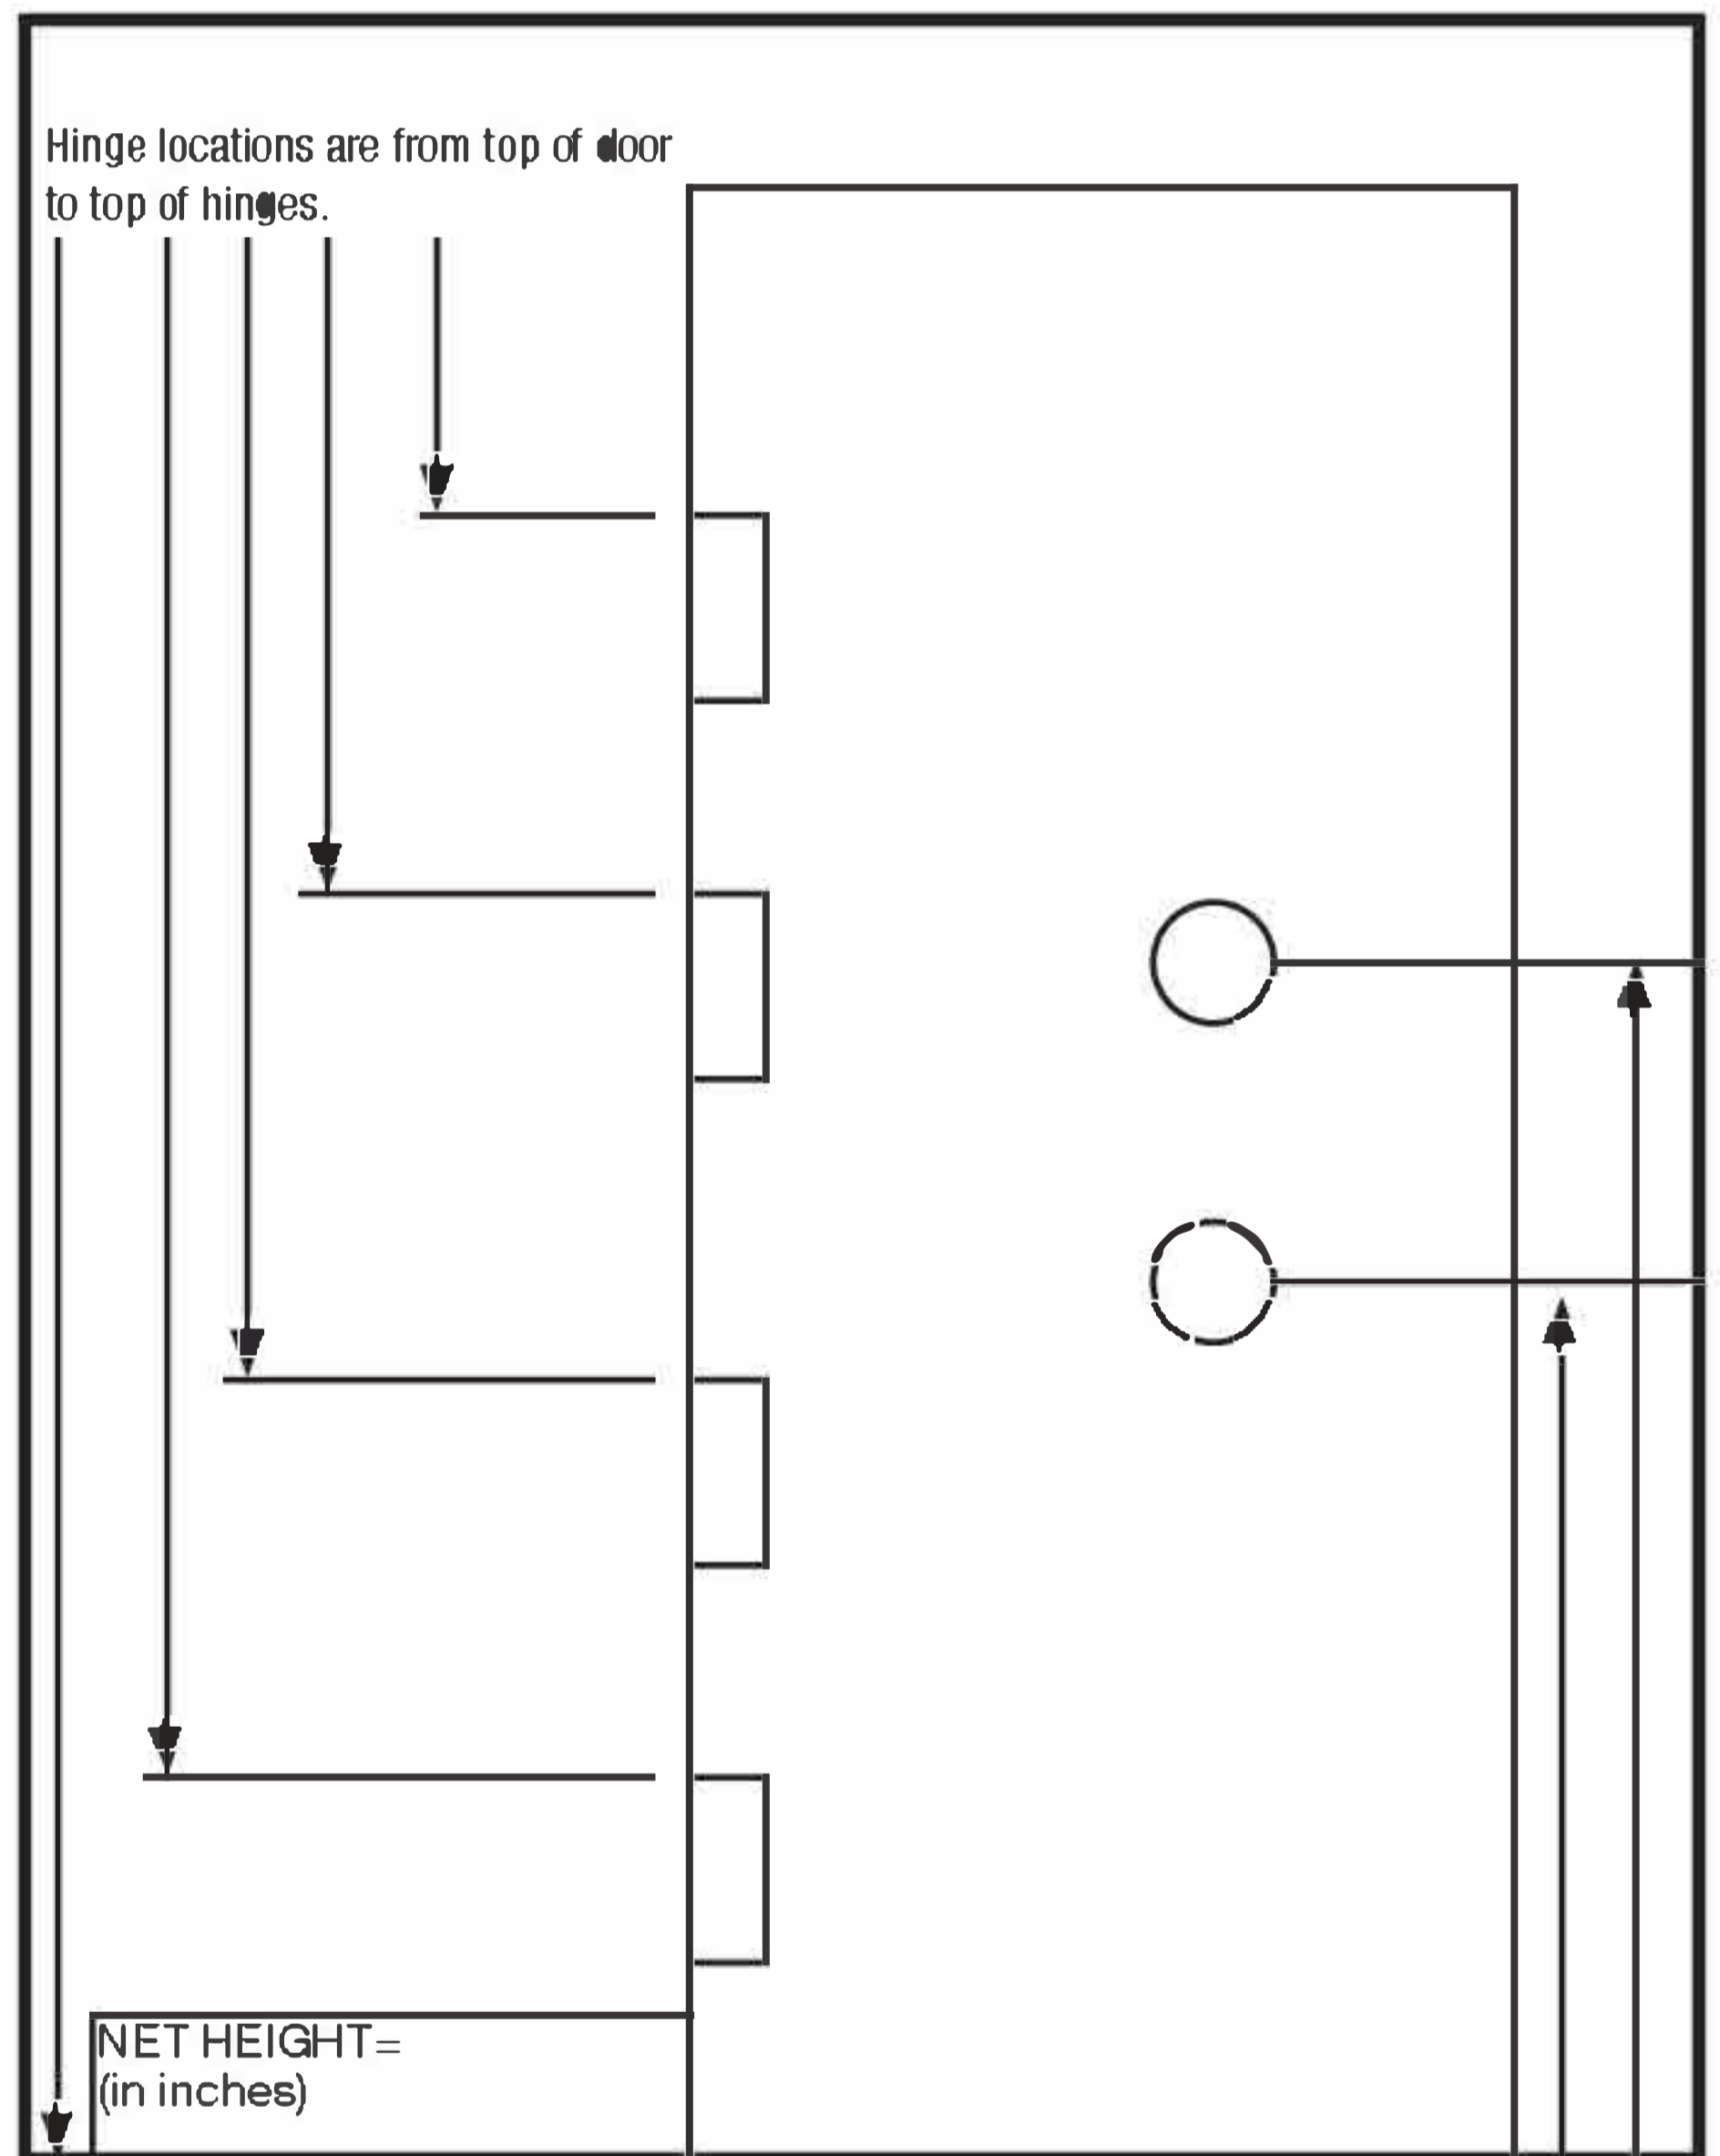 Hinge locations are from top of door
to top of hinges.
NET HEIGHT=
(in inches)